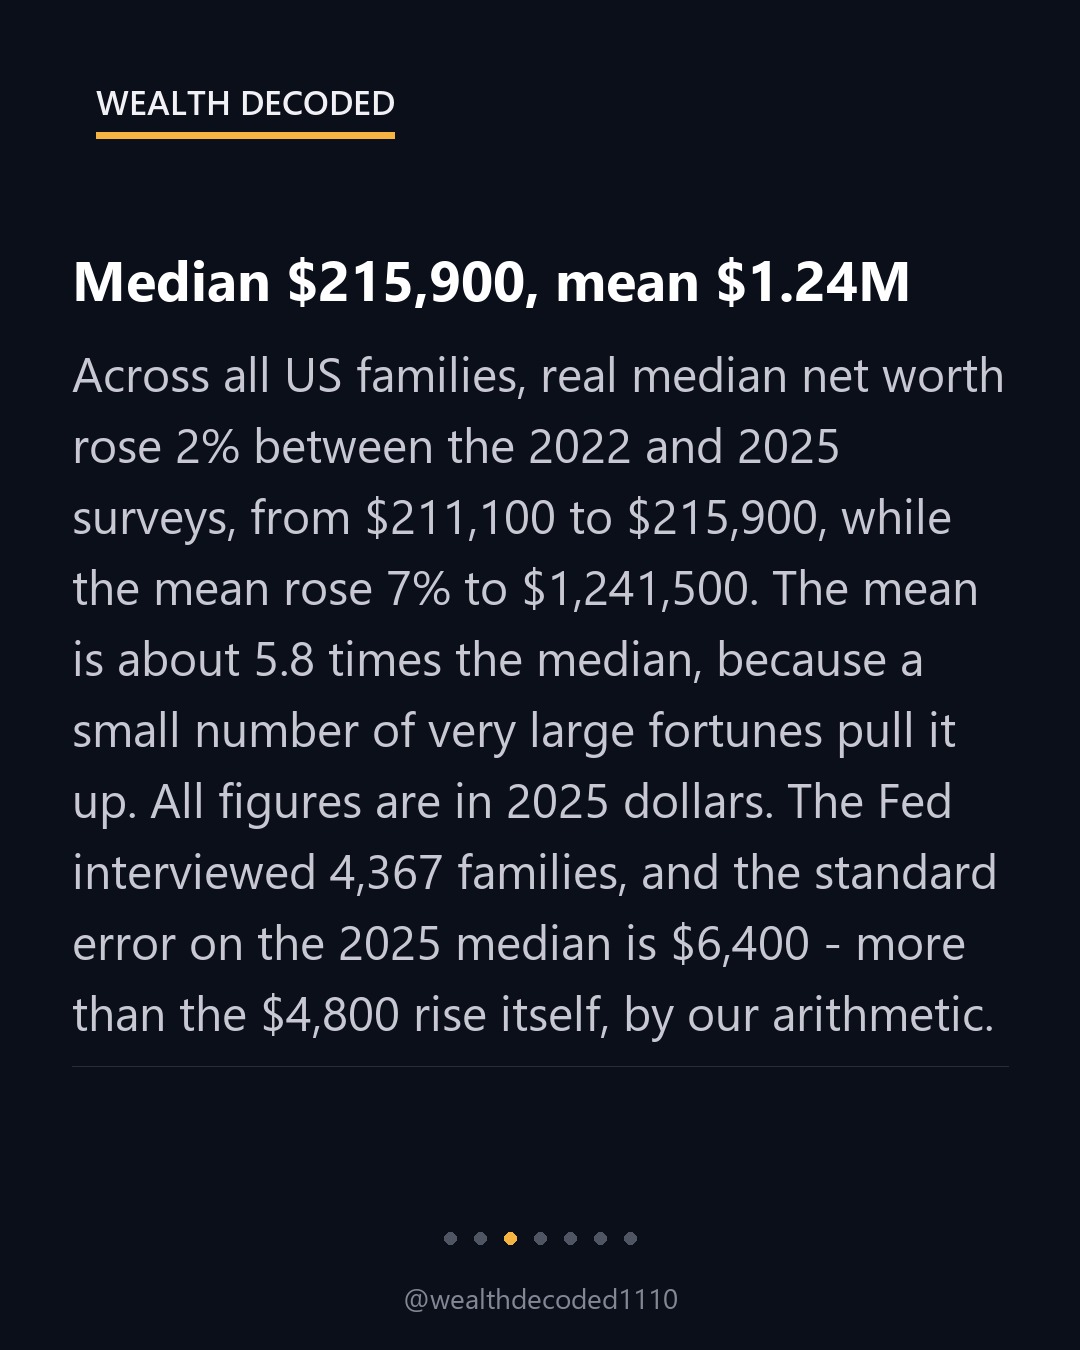 WEALTH DECODED
Median $215,900, mean $1.24M
Across all US families, real median net worth
rose 2% between the 2022 and 2025
surveys, from $211,100 to $215,900, while
the mean rose 7% to $1,241,500. The mean
is about 5.8 times the median, because a
small number of very large fortunes pull it
up. All figures are in 2025 dollars. The Fed
interviewed 4,367 families, and the standard
error on the 2025 median is $6,400 - more
than the $4,800 rise itself, by our arithmetic.
@wealthdecoded1110